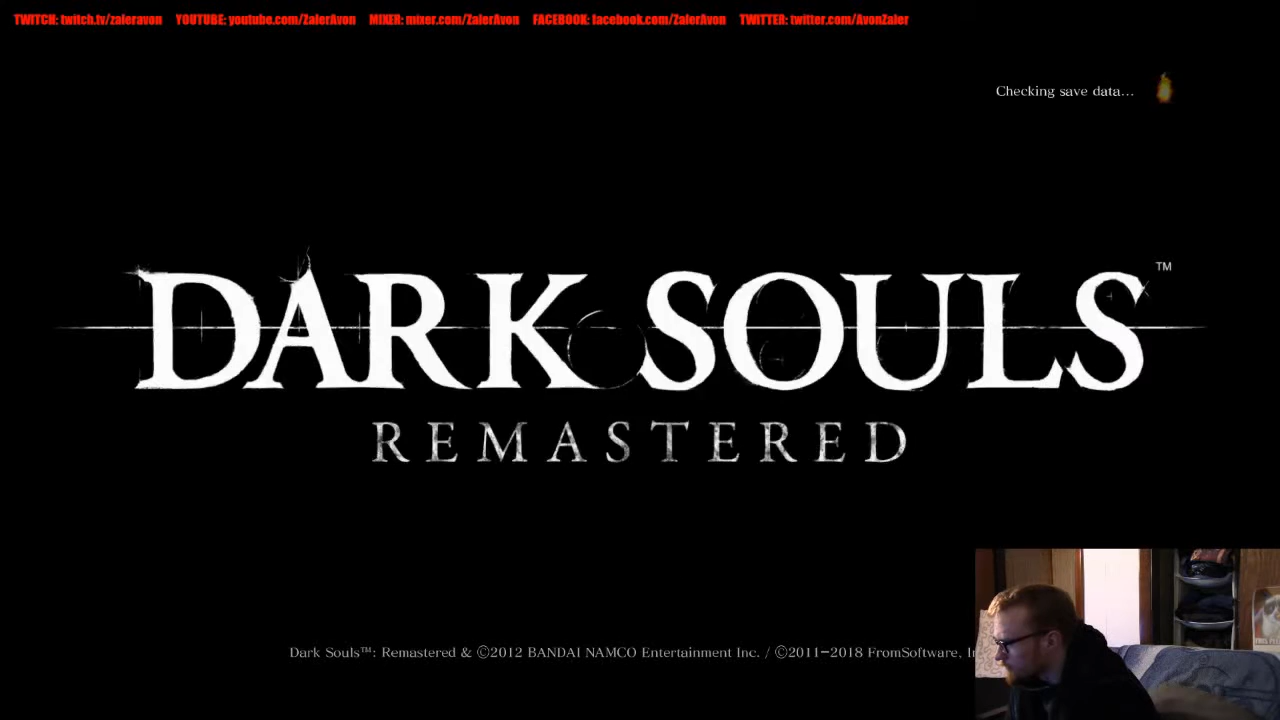 TWITCH: twitch.tv/zaleravon YOUTUBE: youtube.com/ZalerAvon MIXER: mixer.com/ZalerAvon FACEBOOK: facebook.com/ZalerAvon TWITTER: twitter.com/AvonZaler
Checking save data...
DARK SOULS™
REMASTERED
Dark Souls™: Remastered & ©2012 BANDAI NAMCO Entertainment Inc. / ©2011-2018 FromSoftware,